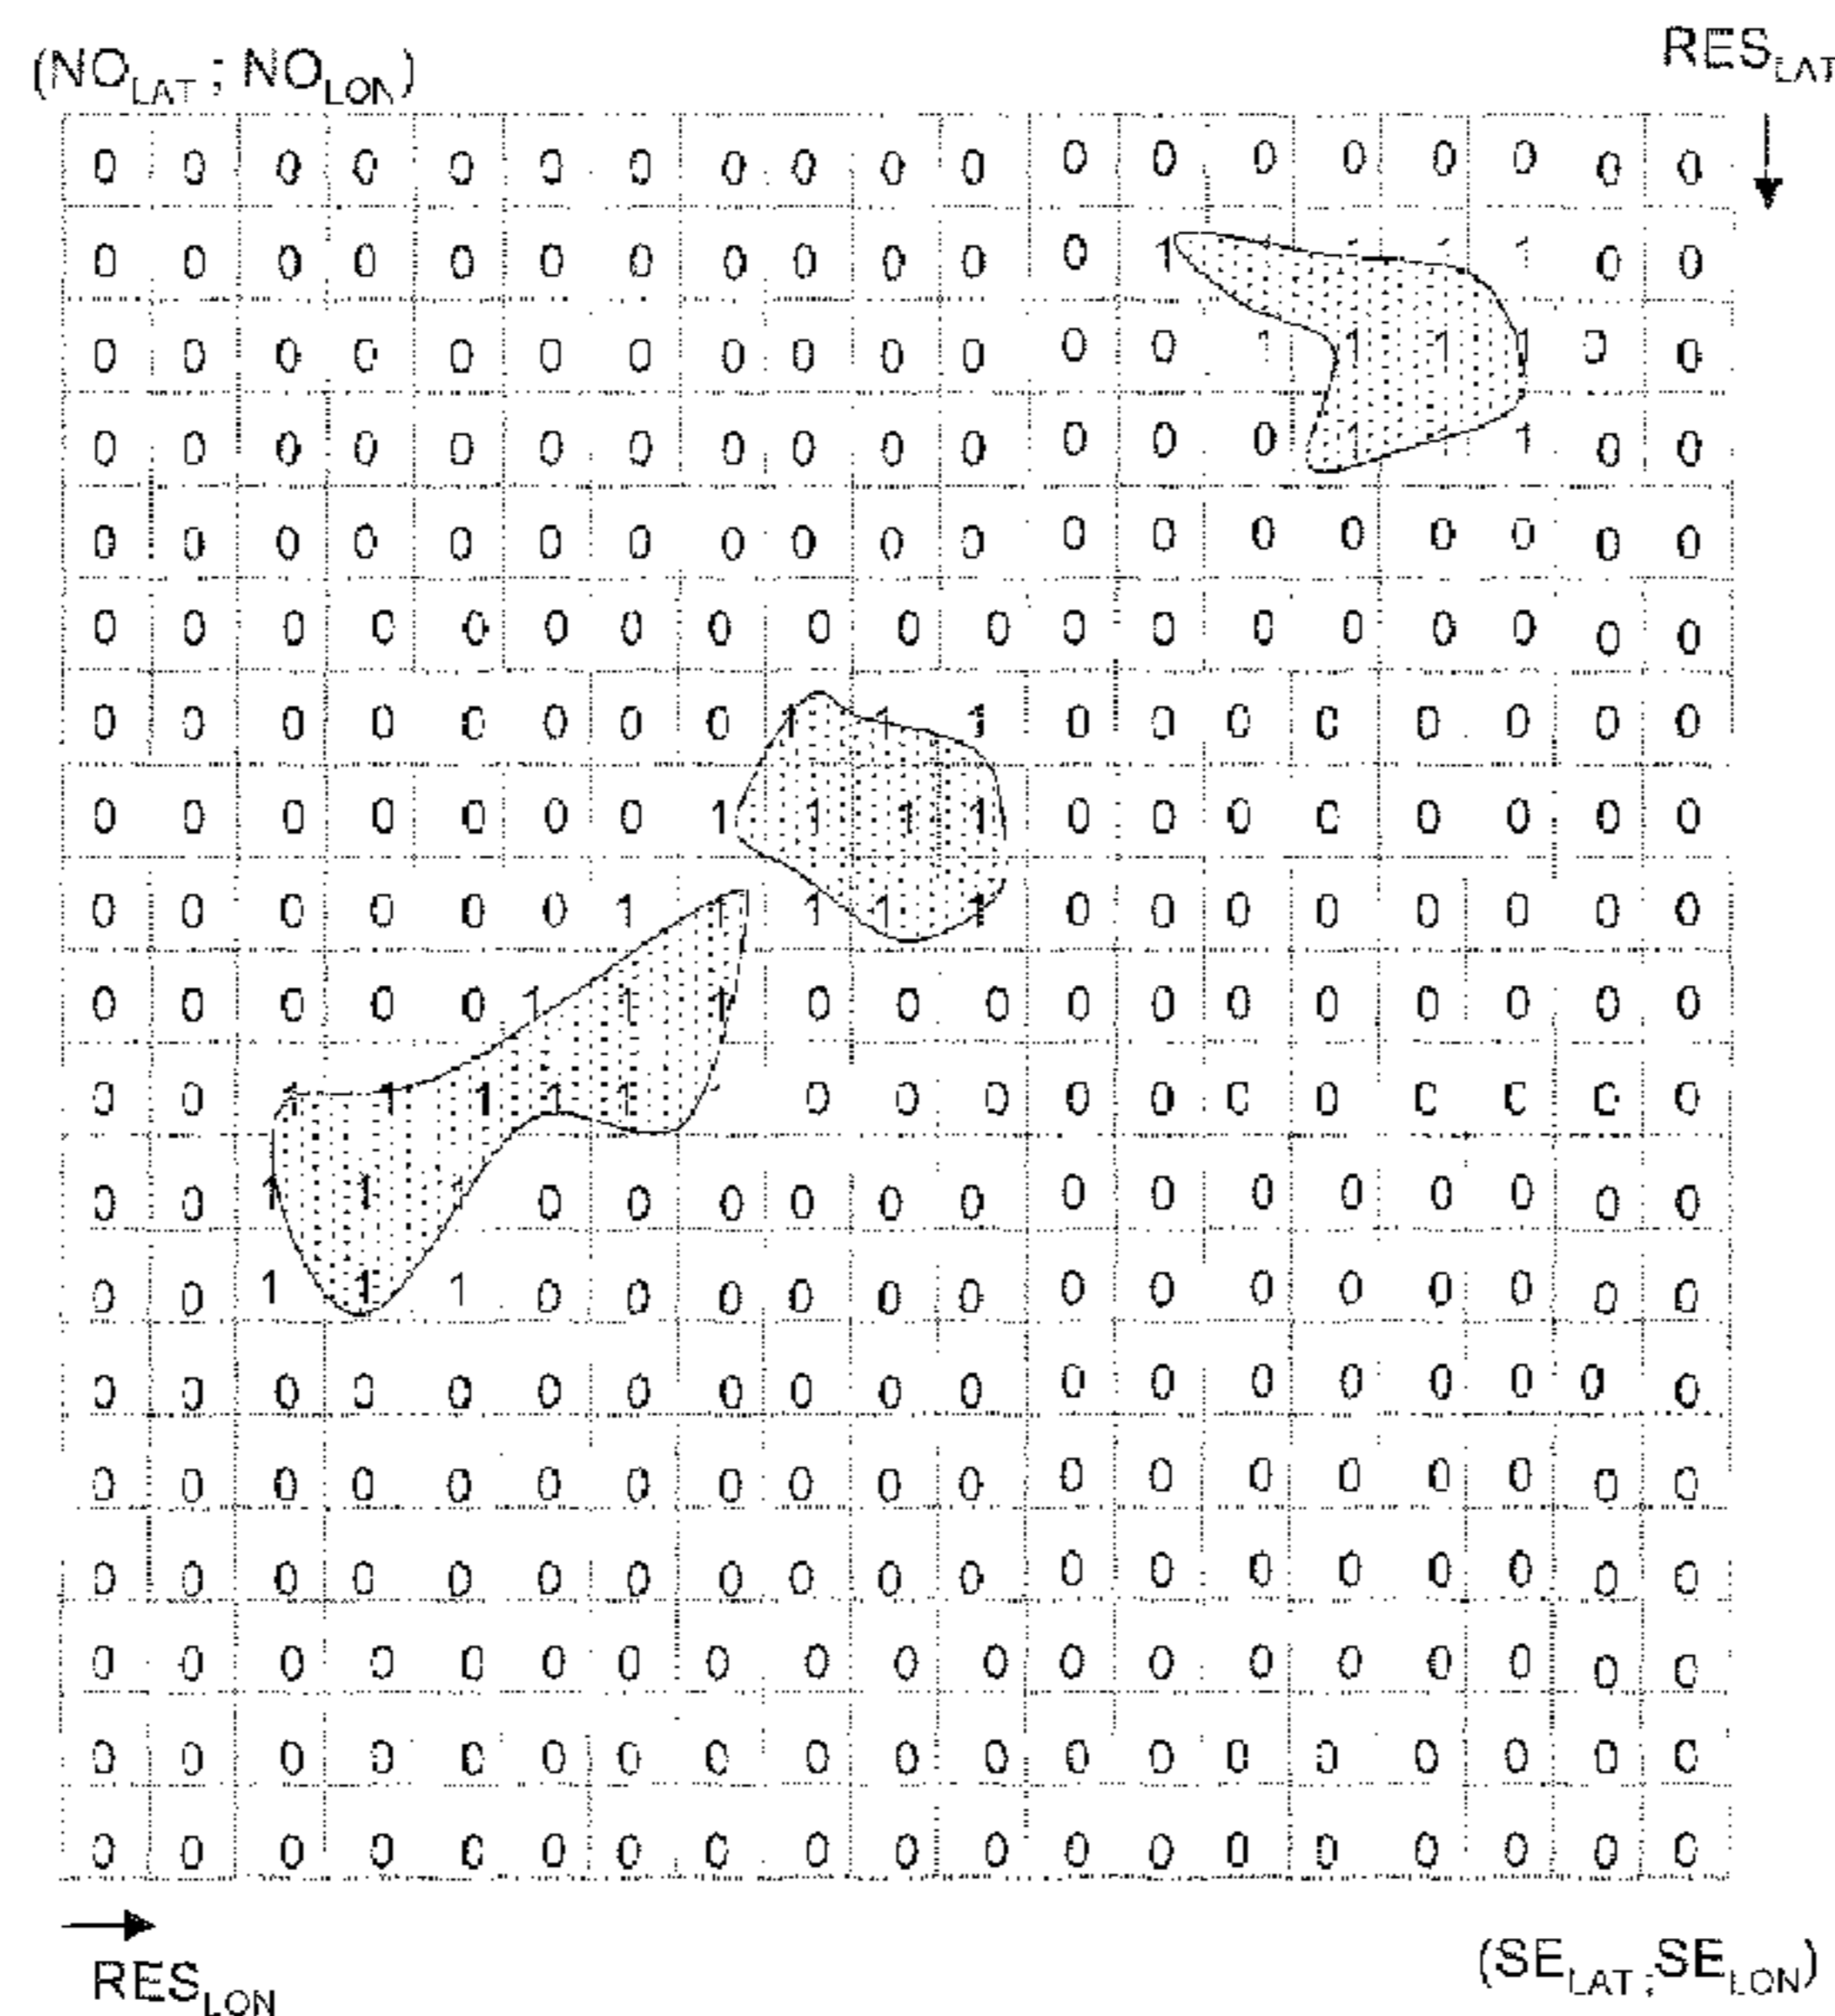 (NO_LAT ; NO_LON) RES_LAT
0 0 0 0 0 0 0 0 0 0 0 0 0 0 0 0 0 0 0
0 0 0 0 0 0 0 0 0 0 0 0 1 1 1 1 1 0 0
0 0 0 0 0 0 0 0 0 0 0 0 0 1 1 1 1 0 0
0 0 0 0 0 0 0 0 0 0 0 0 0 0 1 1 1 0 0
0 0 0 0 0 0 0 0 0 0 0 0 0 0 0 0 0 0 0
0 0 0 0 0 0 0 0 0 0 0 0 0 0 0 0 0 0 0
0 0 0 0 0 0 0 0 1 1 1 0 0 0 0 0 0 0 0
0 0 0 0 0 0 0 1 1 1 1 0 0 0 0 0 0 0 0
0 0 0 0 0 0 1 1 1 1 1 0 0 0 0 0 0 0 0
0 0 0 0 0 1 1 1 0 0 0 0 0 0 0 0 0 0 0
0 0 1 1 1 1 1 0 0 0 0 0 0 0 0 0 0 0
0 0 1 1 1 0 0 0 0 0 0 0 0 0 0 0 0 0 0
0 0 1 1 1 0 0 0 0 0 0 0 0 0 0 0 0 0 0
0 0 0 0 0 0 0 0 0 0 0 0 0 0 0 0 0 0 0
0 0 0 0 0 0 0 0 0 0 0 0 0 0 0 0 0 0 0
0 0 0 0 0 0 0 0 0 0 0 0 0 0 0 0 0 0 0
0 0 0 0 0 0 0 0 0 0 0 0 0 0 0 0 0 0 0
0 0 0 0 0 0 0 0 0 0 0 0 0 0 0 0 0 0 0
0 0 0 0 0 0 0 0 0 0 0 0 0 0 0 0 0 0 0
RES_LON (SE_LAT ; SE_LON)